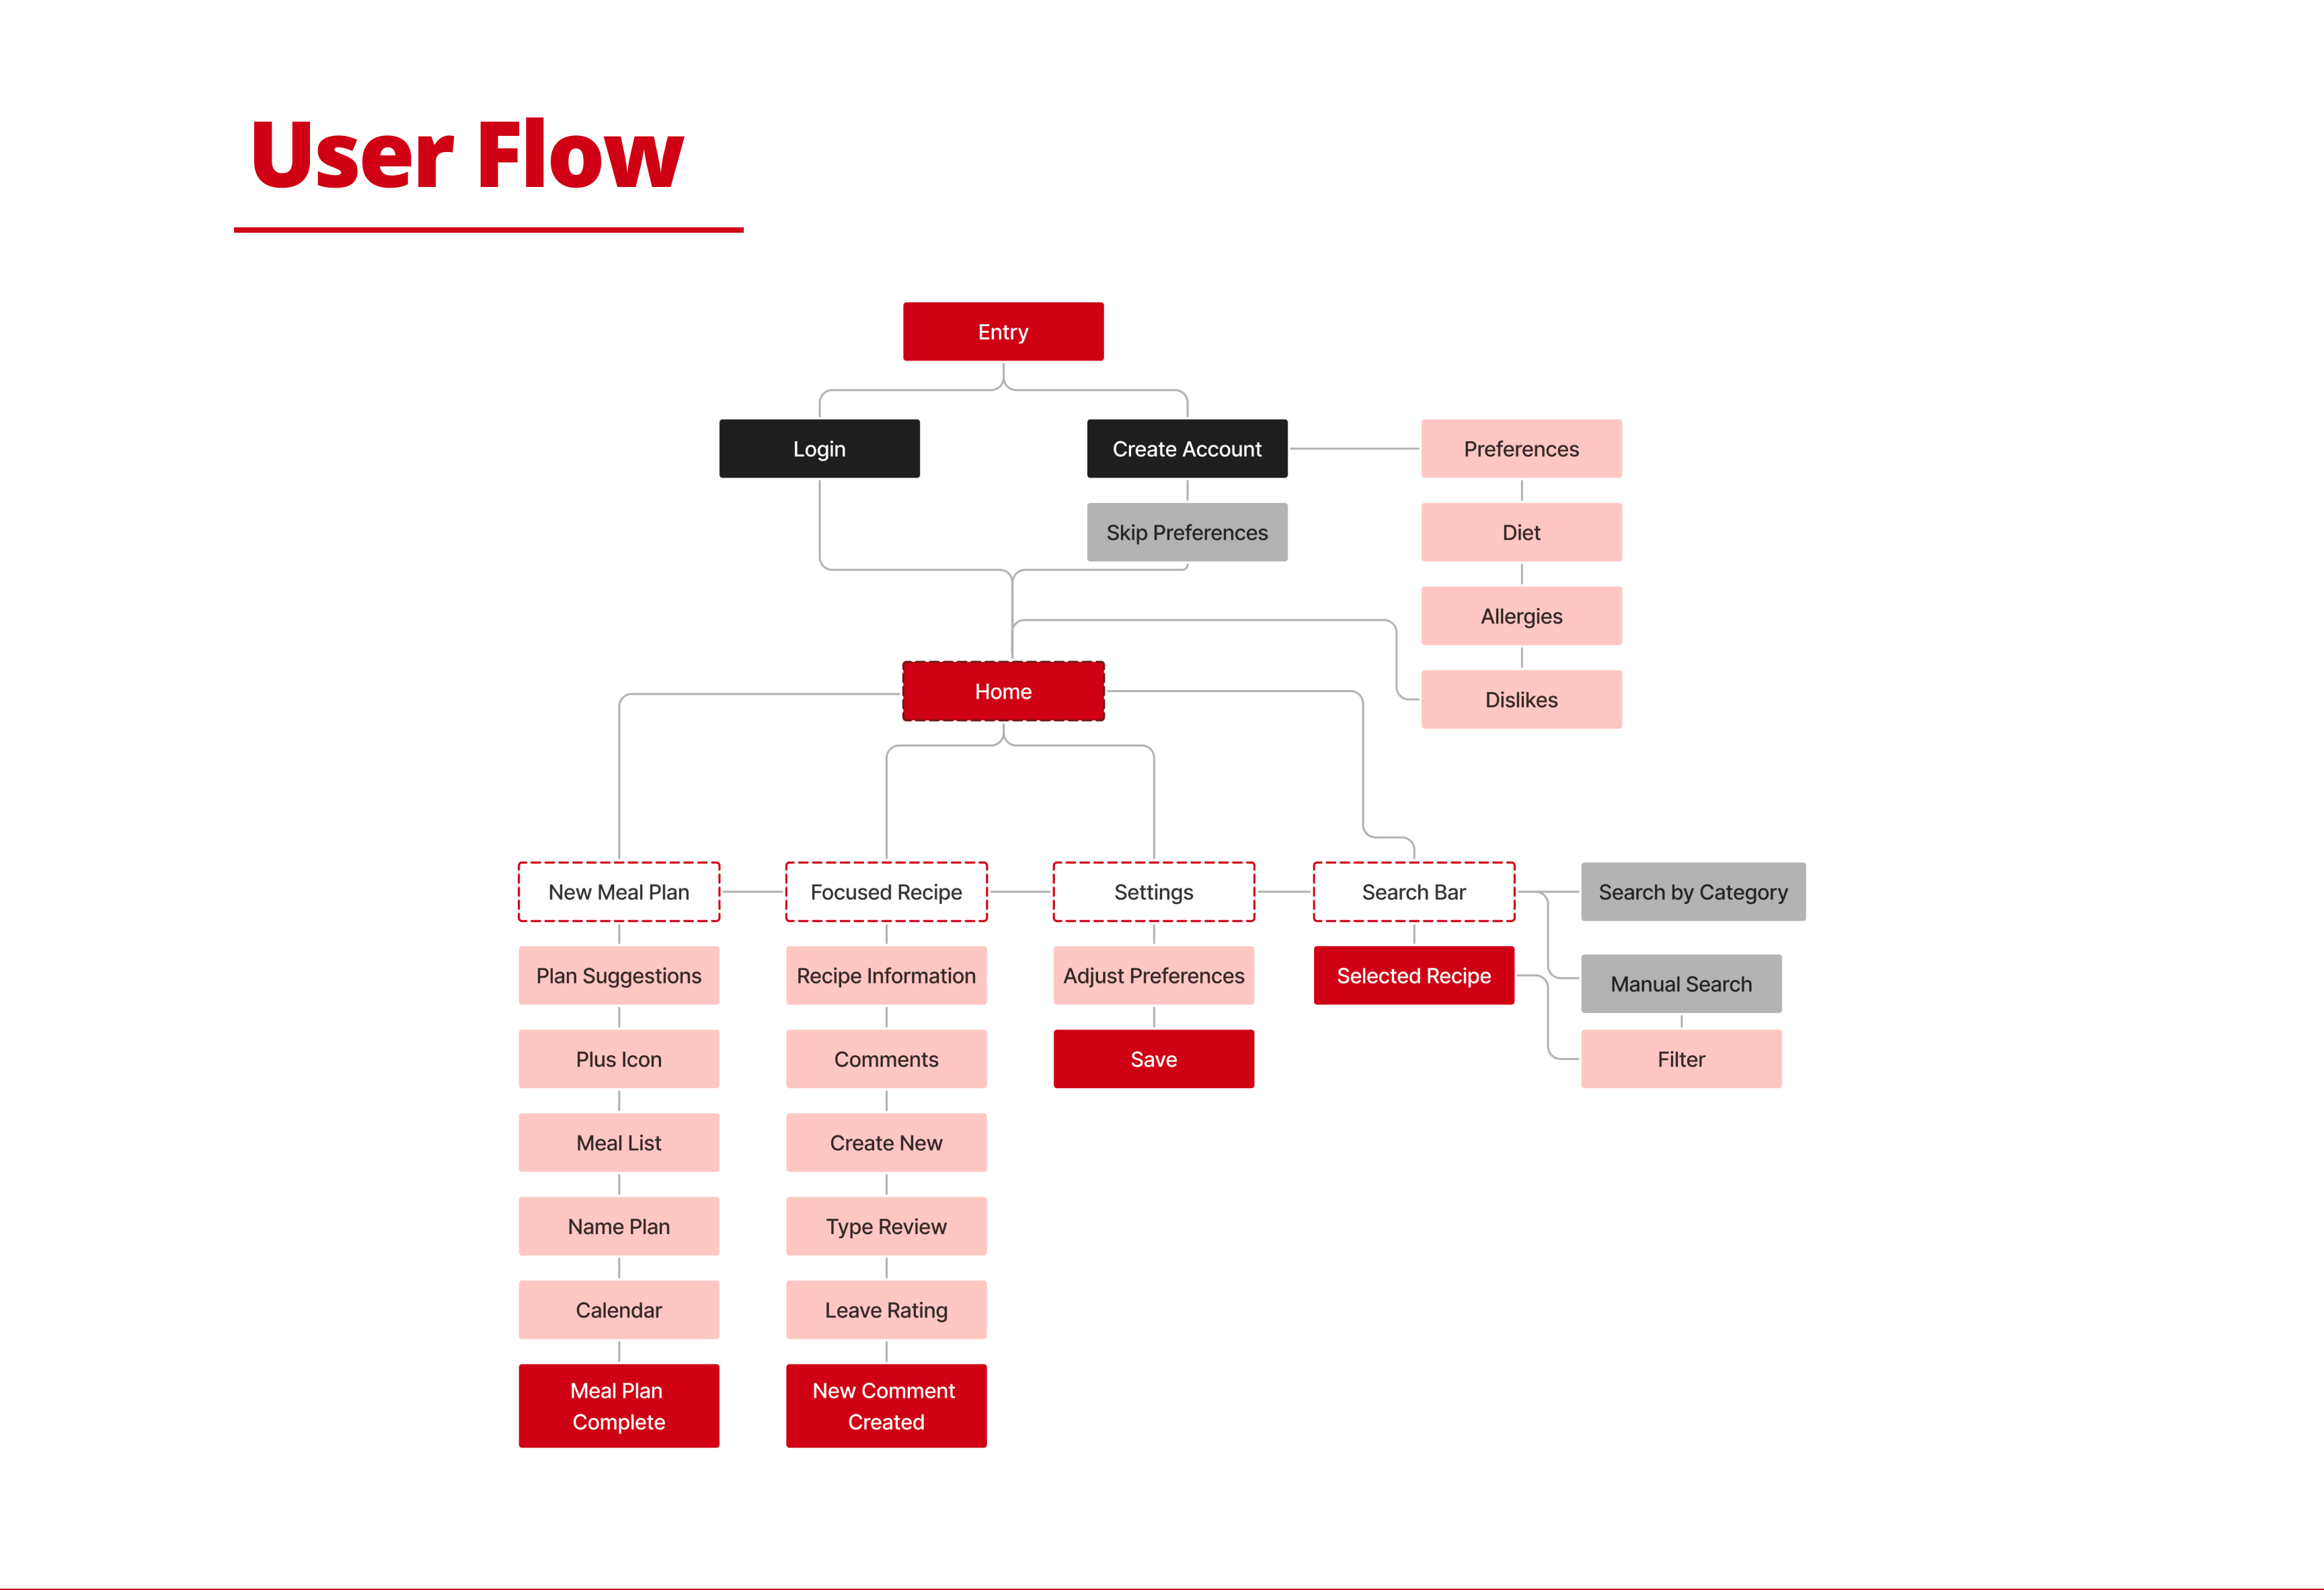 User Flow
Entry
Login
Create Account
Preferences
Skip Preferences
Diet
Allergies
Home
Dislikes
New Meal Plan
Focused Recipe
Settings
Search Bar
Search by Category
Plan Suggestions
Recipe Information
Adjust Preferences
Selected Recipe
Manual Search
Plus Icon
Comments
Save
Filter
Meal List
Create New
Name Plan
Type Review
Calendar
Leave Rating
Meal Plan
Complete
New Comment
Created